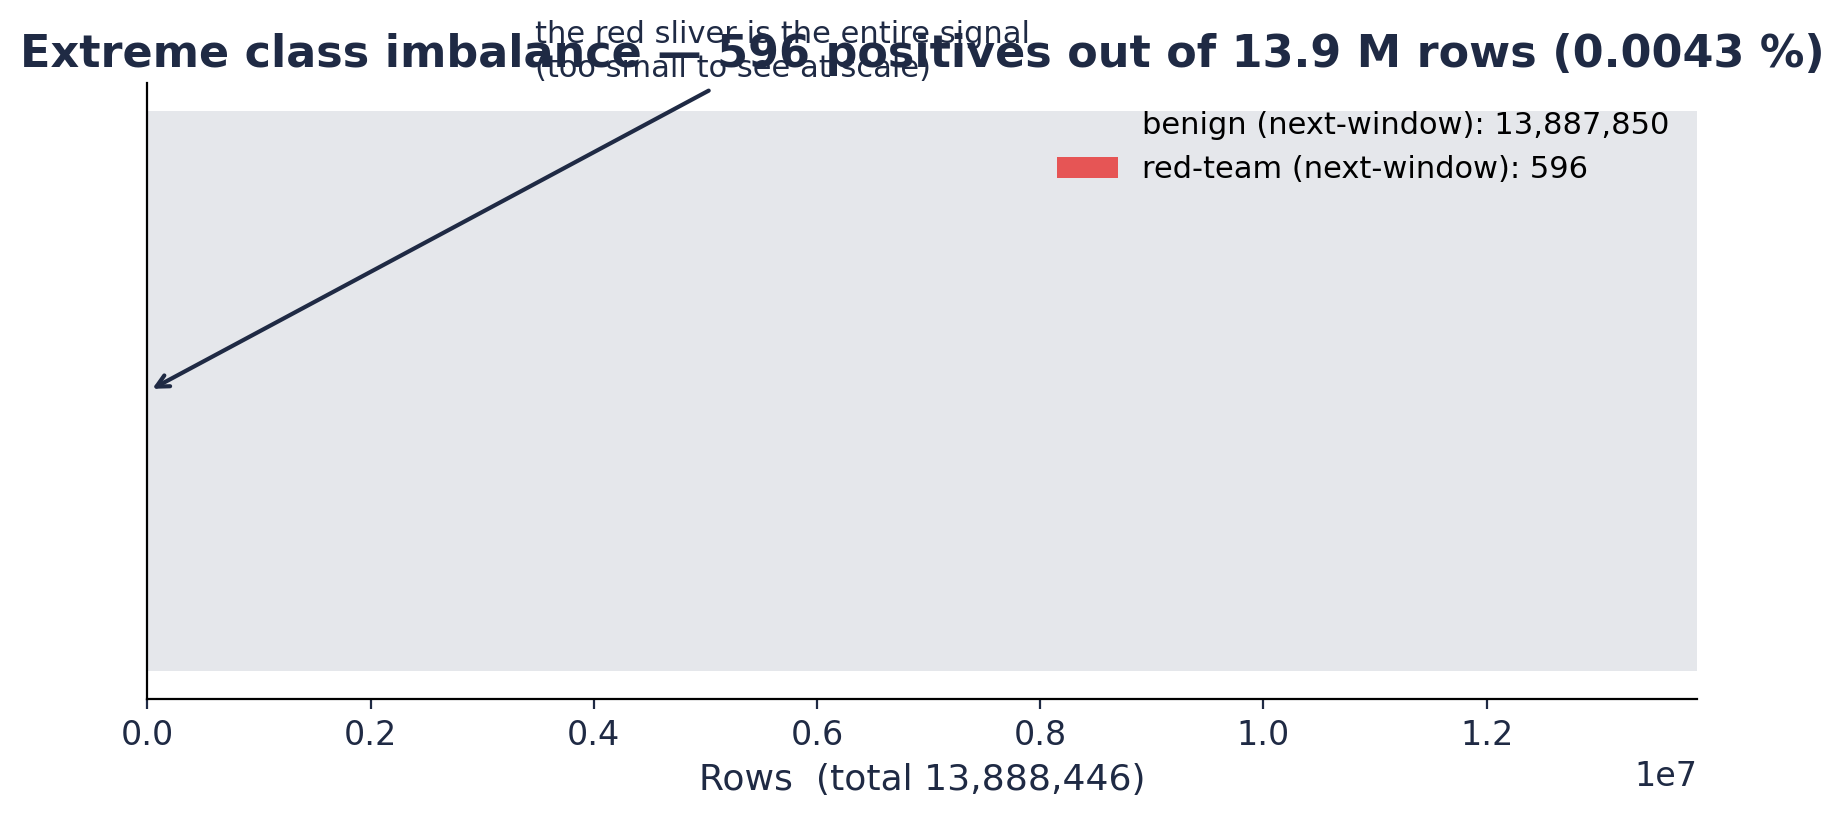 the red sliver is the entire signal
Extreme class imbalance — 596 positives out of 13.9 M rows (0.0043 %)
(too small to see at scale)
benign (next-window): 13,887,850
red-team (next-window): 596
0.0 0.2 0.4 0.6 0.8 1.0 1.2
1e7
Rows (total 13,888,446)